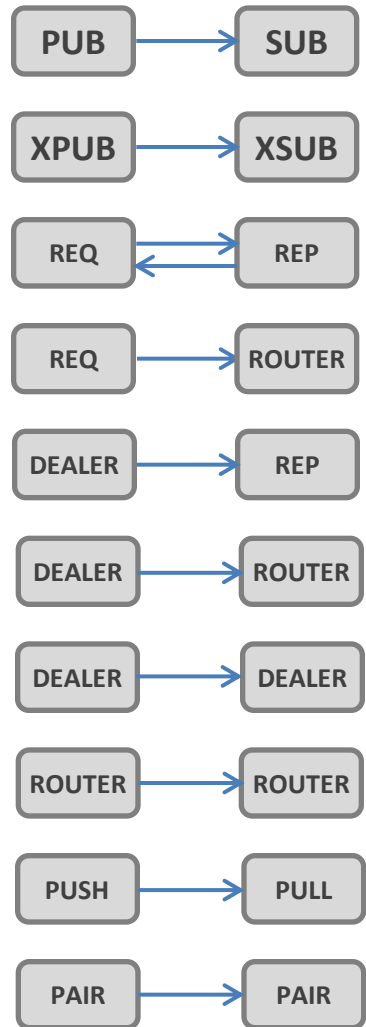 PUB SUB
XPUB XSUB
REQ REP
REQ ROUTER
DEALER REP
DEALER ROUTER
DEALER DEALER
ROUTER ROUTER
PUSH PULL
PAIR PAIR